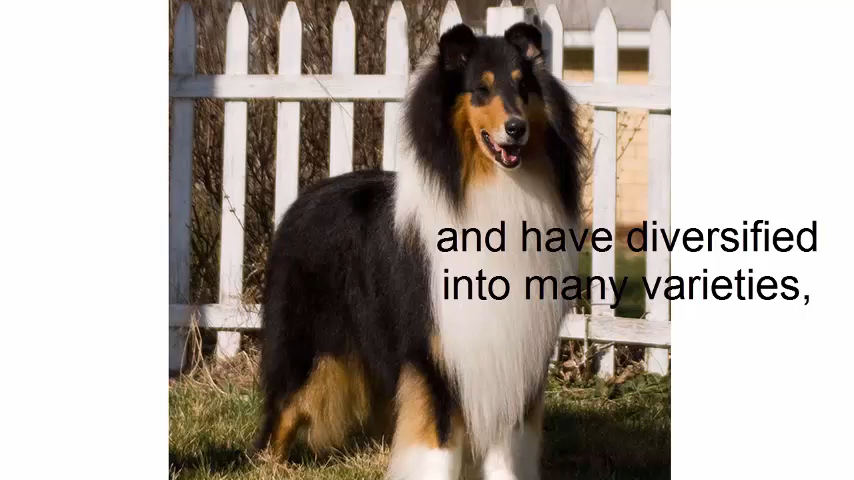 and have diversified
into many varieties,